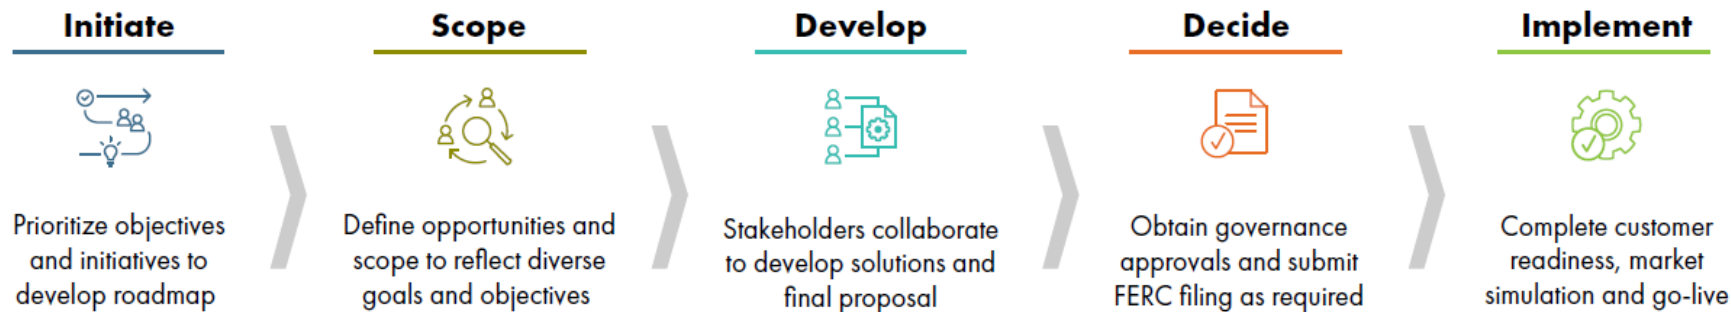 Initiate
Prioritize objectives
and initiatives to
develop roadmap
Scope
Define opportunities and
scope to reflect diverse
goals and objectives
Develop
Stakeholders collaborate
to develop solutions and
final proposal
Decide
Obtain governance
approvals and submit
FERC filing as required
Implement
Complete customer
readiness, market
simulation and go-live